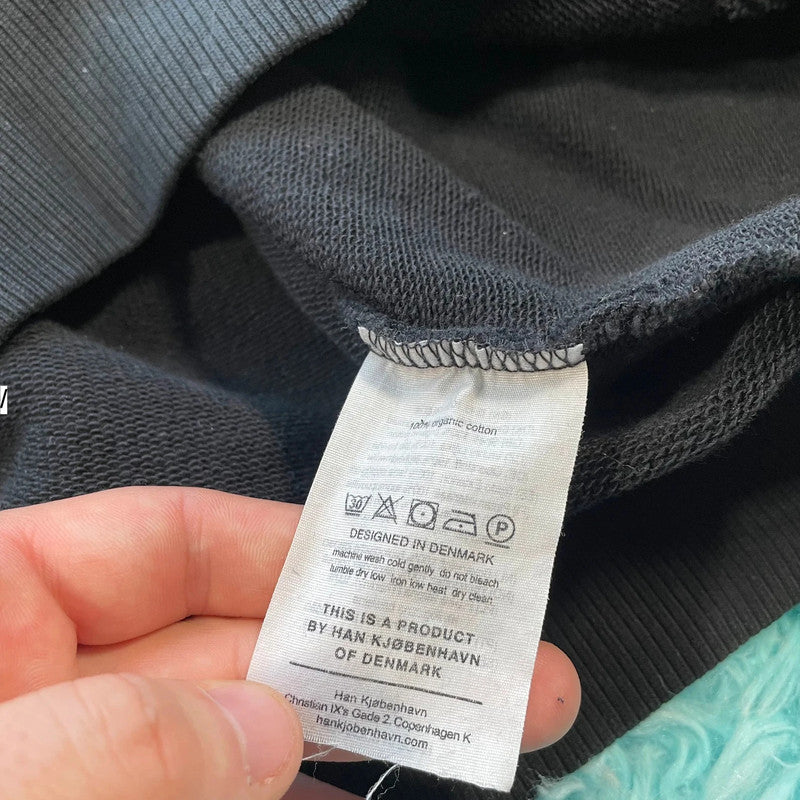 100% organic cotton
30 P
DESIGNED IN DENMARK
machine wash cold gently do not bleach
tumble dry low iron low heat dry clean
THIS IS A PRODUCT
BY HAN KJØBENHAVN
OF DENMARK
Han Kjøbenhavn
Christian IX's Gade 2, Copenhagen K
hankjobenhavn.com